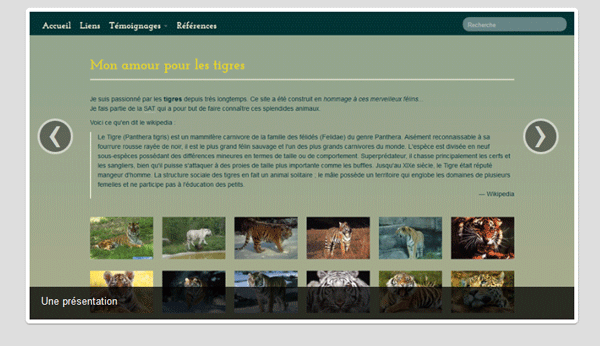 Accueil Liens Témoignages Références
Recherche
Mon amour pour les tigres
Je suis passionné par les tigres depuis très longtemps. Ce site a été construit en hommage à ces merveilleux félins...
Je fais partie de la SAT qui a pour but de faire connaître ces splendides animaux.
Voici ce qu'en dit le wikipedia :
Le Tigre (Panthera tigris) est un mammifère carnivore de la famille des félidés (Felidae) du genre Panthera. Aisément reconnaissable à sa
fourrure rousse rayée de noir, il est le plus grand félin sauvage et l'un des plus grands carnivores du monde. L'espèce est divisée en neuf
sous-espèces possédant des différences mineures en termes de taille ou de comportement. Superprédateur, il chasse principalement les cerfs et
les sangliers, bien qu'il puisse s'attaquer à des proies de taille plus importante comme les buffles. Jusqu'au XIXe siècle, le Tigre était réputé
mangeur d'homme. La structure sociale des tigres en fait un animal solitaire ; le mâle possède un territoire qui englobe les domaines de plusieurs
femelles et ne participe pas à l'éducation des petits.
— Wikipedia
Une présentation